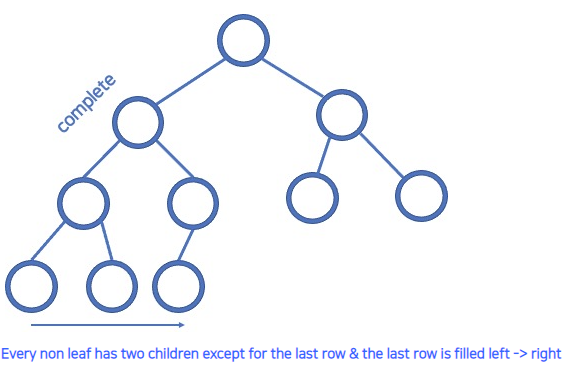 complete
Every non leaf has two children except for the last row & the last row is filled left -> right